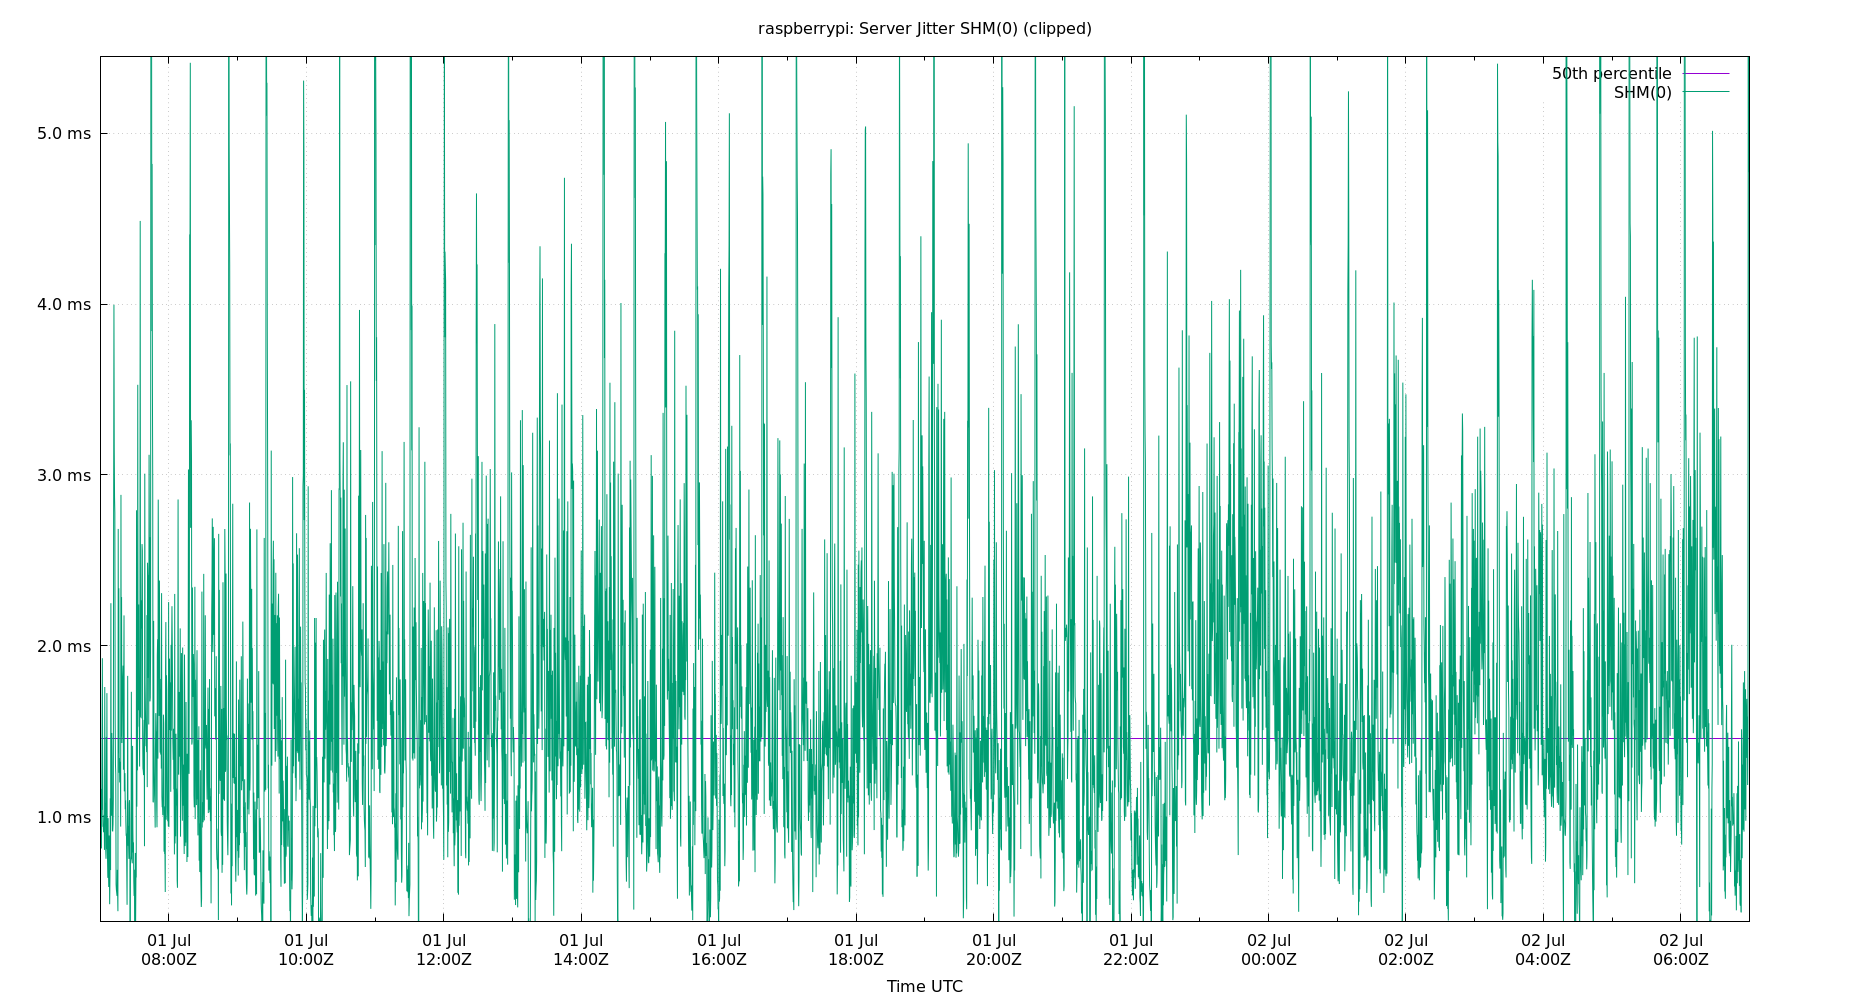 raspberrypi: Server Jitter SHM(0) (clipped)
50th percentile
SHM(0)
5.0 ms
4.0 ms
3.0 ms
2.0 ms
1.0 ms
01 Jul 01 Jul 01 Jul 01 Jul 01 Jul 01 Jul 01 Jul 01 Jul 02 Jul 02 Jul 02 Jul 02 Jul
08:00Z 10:00Z 12:00Z 14:00Z 16:00Z 18:00Z 20:00Z 22:00Z 00:00Z 02:00Z 04:00Z 06:00Z
Time UTC